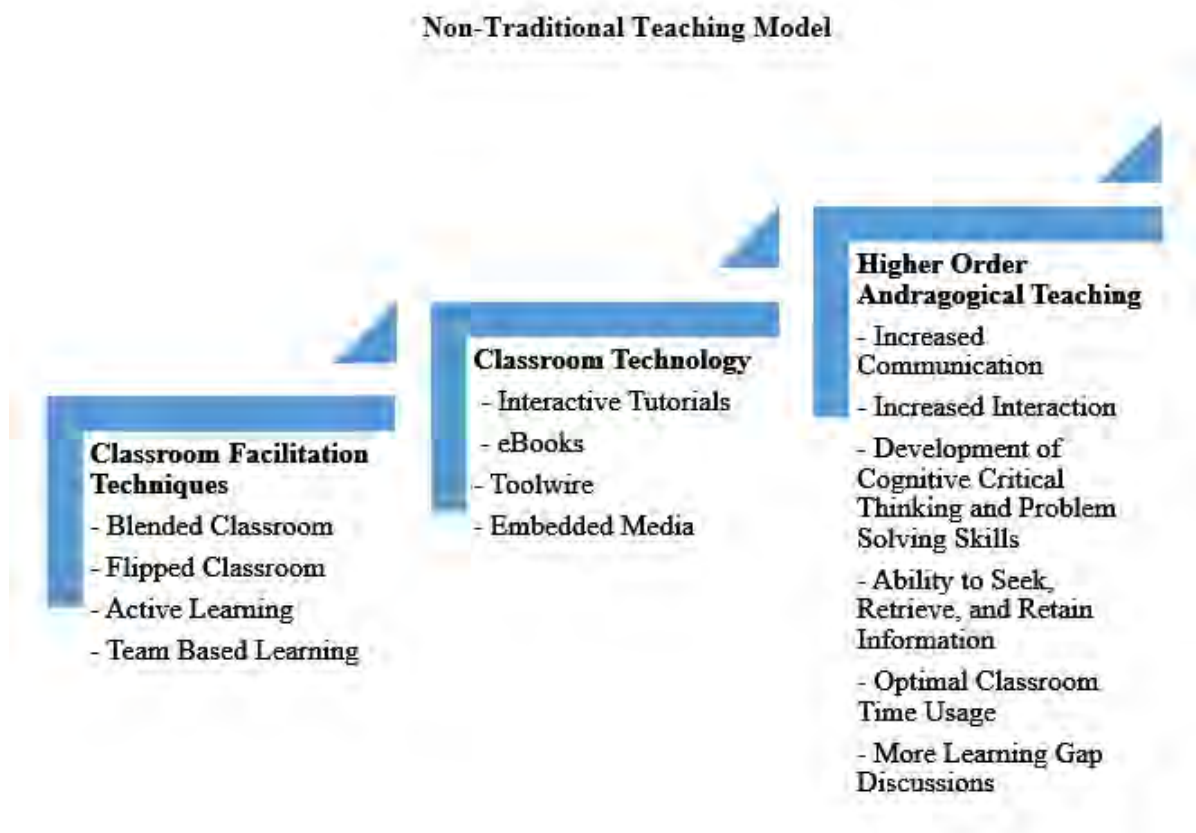 Non-Traditional Teaching Model
Classroom Facilitation
Techniques
- Blended Classroom
- Flipped Classroom
- Active Learning
- Team Based Learning
Classroom Technology
- Interactive Tutorials
- eBooks
- Toolwire
- Embedded Media
Higher Order
Andragogical Teaching
- Increased
Communication
- Increased Interaction
- Development of
Cognitive Critical
Thinking and Problem
Solving Skills
- Ability to Seek,
Retrieve, and Retain
Information
- Optimal Classroom
Time Usage
- More Learning Gap
Discussions